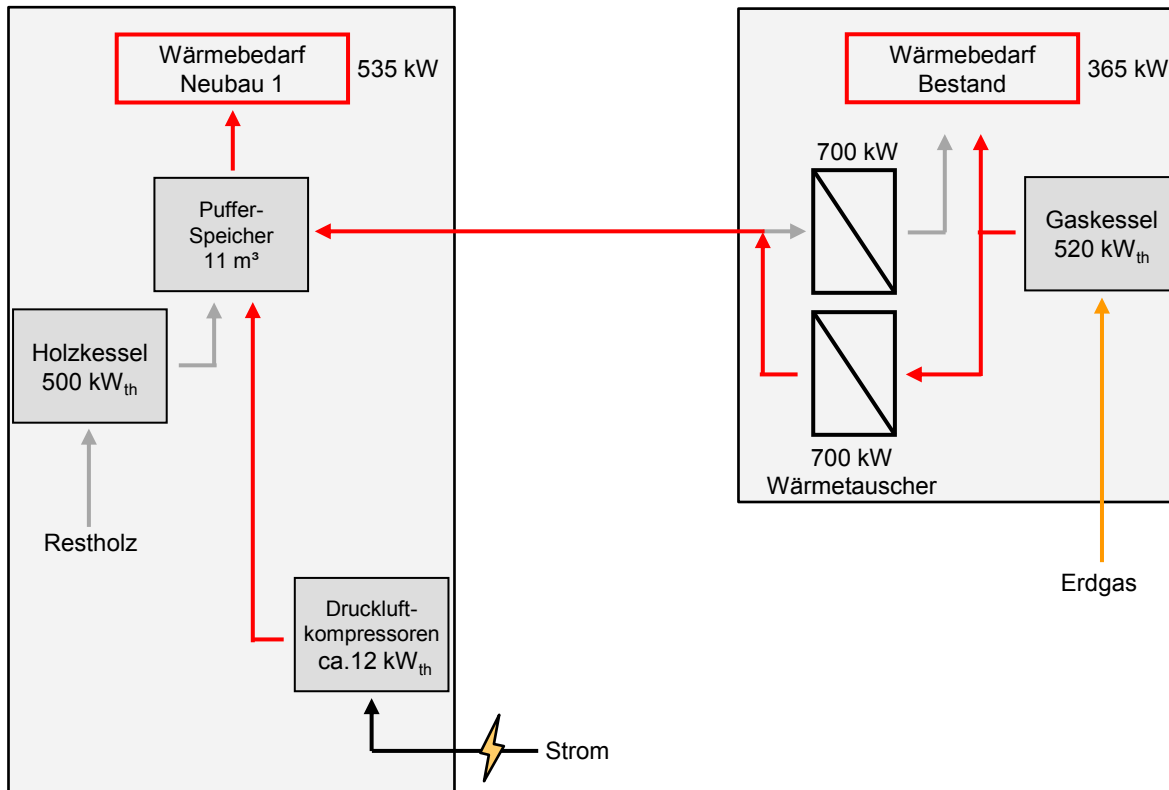 Wärmebedarf
Neubau 1
535 kW
Puffer-
Speicher
11 m³
Holzkessel
500 kWth
Restholz
Druckluft-
kompressoren
ca.12 kWth
Strom
Wärmebedarf
Bestand
365 kW
700 kW
Gaskessel
520 kWth
700 kW
Wärmetauscher
Erdgas